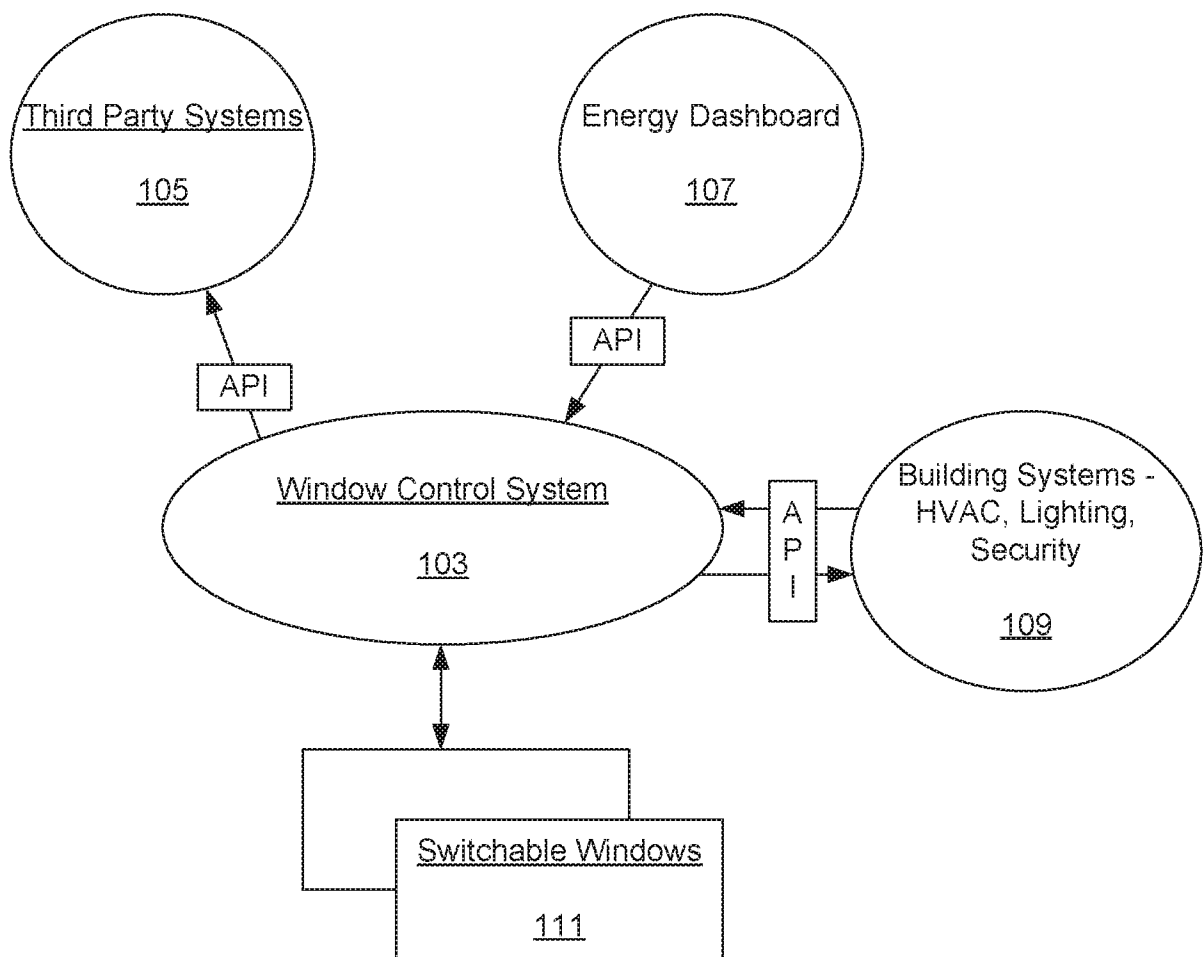 Third Party Systems
105
Energy Dashboard
107
API
API
Window Control System
103
API
Building Systems -
HVAC, Lighting,
Security
109
Switchable Windows
111